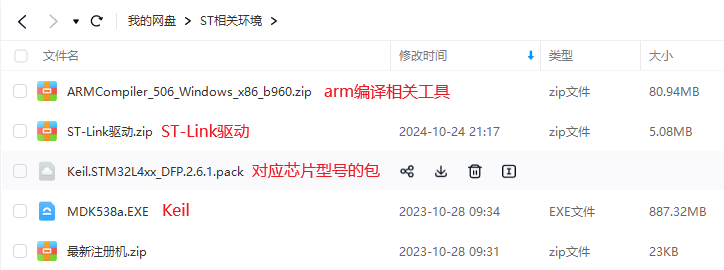 我的网盘 ST相关环境
文件名 修改时间 类型 大小
ARMCompiler_506_Windows_x86_b960.zip arm编译相关工具 zip文件 80.94MB
ST-Link驱动.zip ST-Link驱动 2024-10-24 21:17 zip文件 5.08MB
Keil.STM32L4xx_DFP.2.6.1.pack 对应芯片型号的包
MDK538a.EXE Keil 2023-10-28 09:34 EXE文件 887.32MB
最新注册机.zip 2023-10-28 09:31 zip文件 23KB